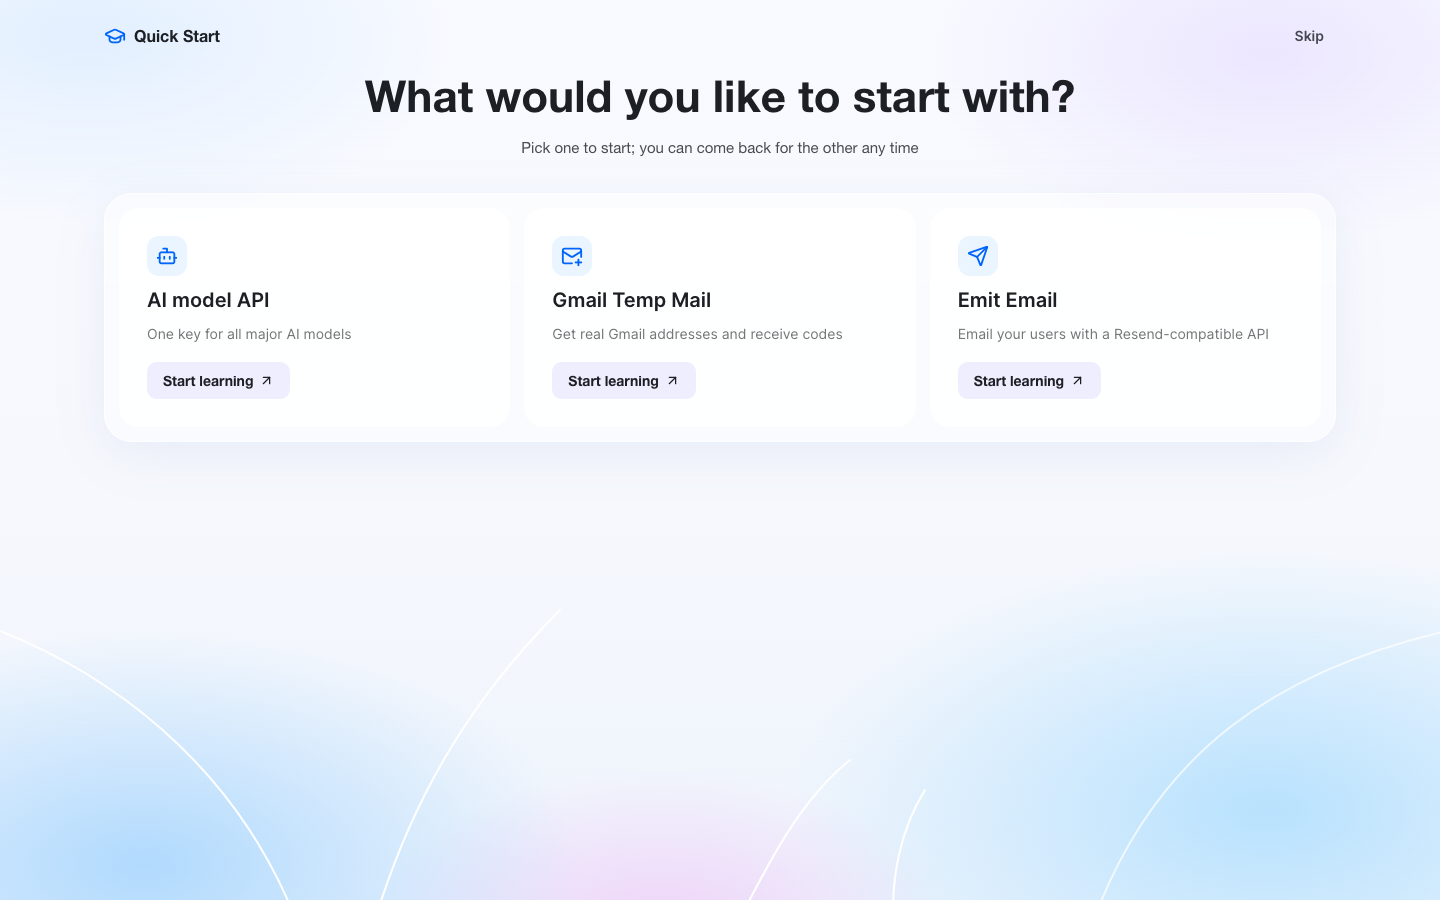 Quick Start
Skip
What would you like to start with?
Pick one to start; you can come back for the other any time
AI model API
One key for all major AI models
Start learning
Gmail Temp Mail
Get real Gmail addresses and receive codes
Start learning
Emit Email
Email your users with a Resend-compatible API
Start learning